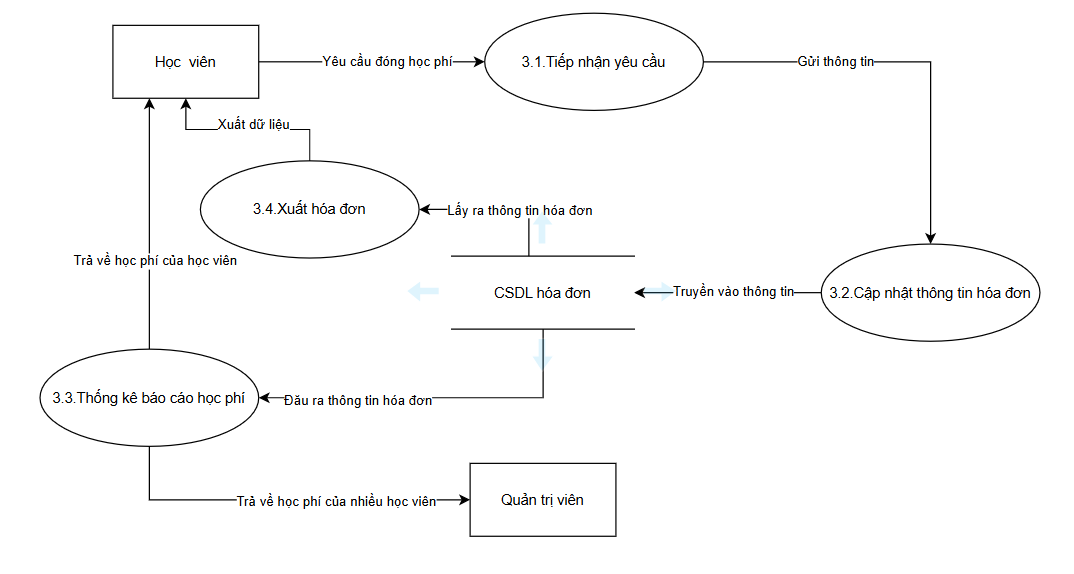 Học viên
Yêu cầu đóng học phí
3.1.Tiếp nhận yêu cầu
Gửi thông tin
Xuất dữ liệu
3.4.Xuất hóa đơn
Lấy ra thông tin hóa đơn
Trả về học phí của học viên
CSDL hóa đơn
Truyền vào thông tin
3.2.Cập nhật thông tin hóa đơn
3.3.Thống kê báo cáo học phí
Đău ra thông tin hóa đơn
Trả về học phí của nhiều học viên
Quản trị viên